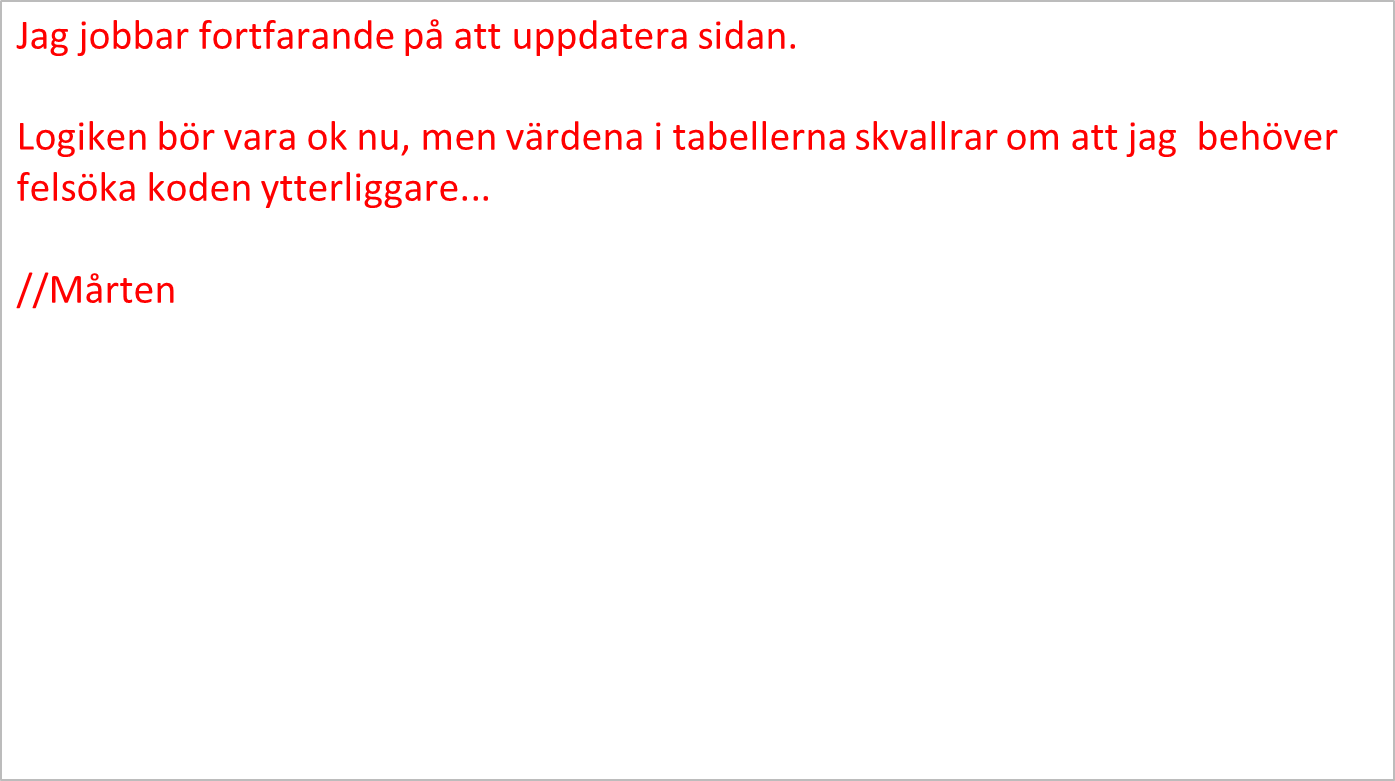 Jag jobbar fortfarande på att uppdatera sidan.
Logiken bör vara ok nu, men värdena i tabellerna skvallrar om att jag  behöver
felsöka koden ytterliggare...
//Mårten